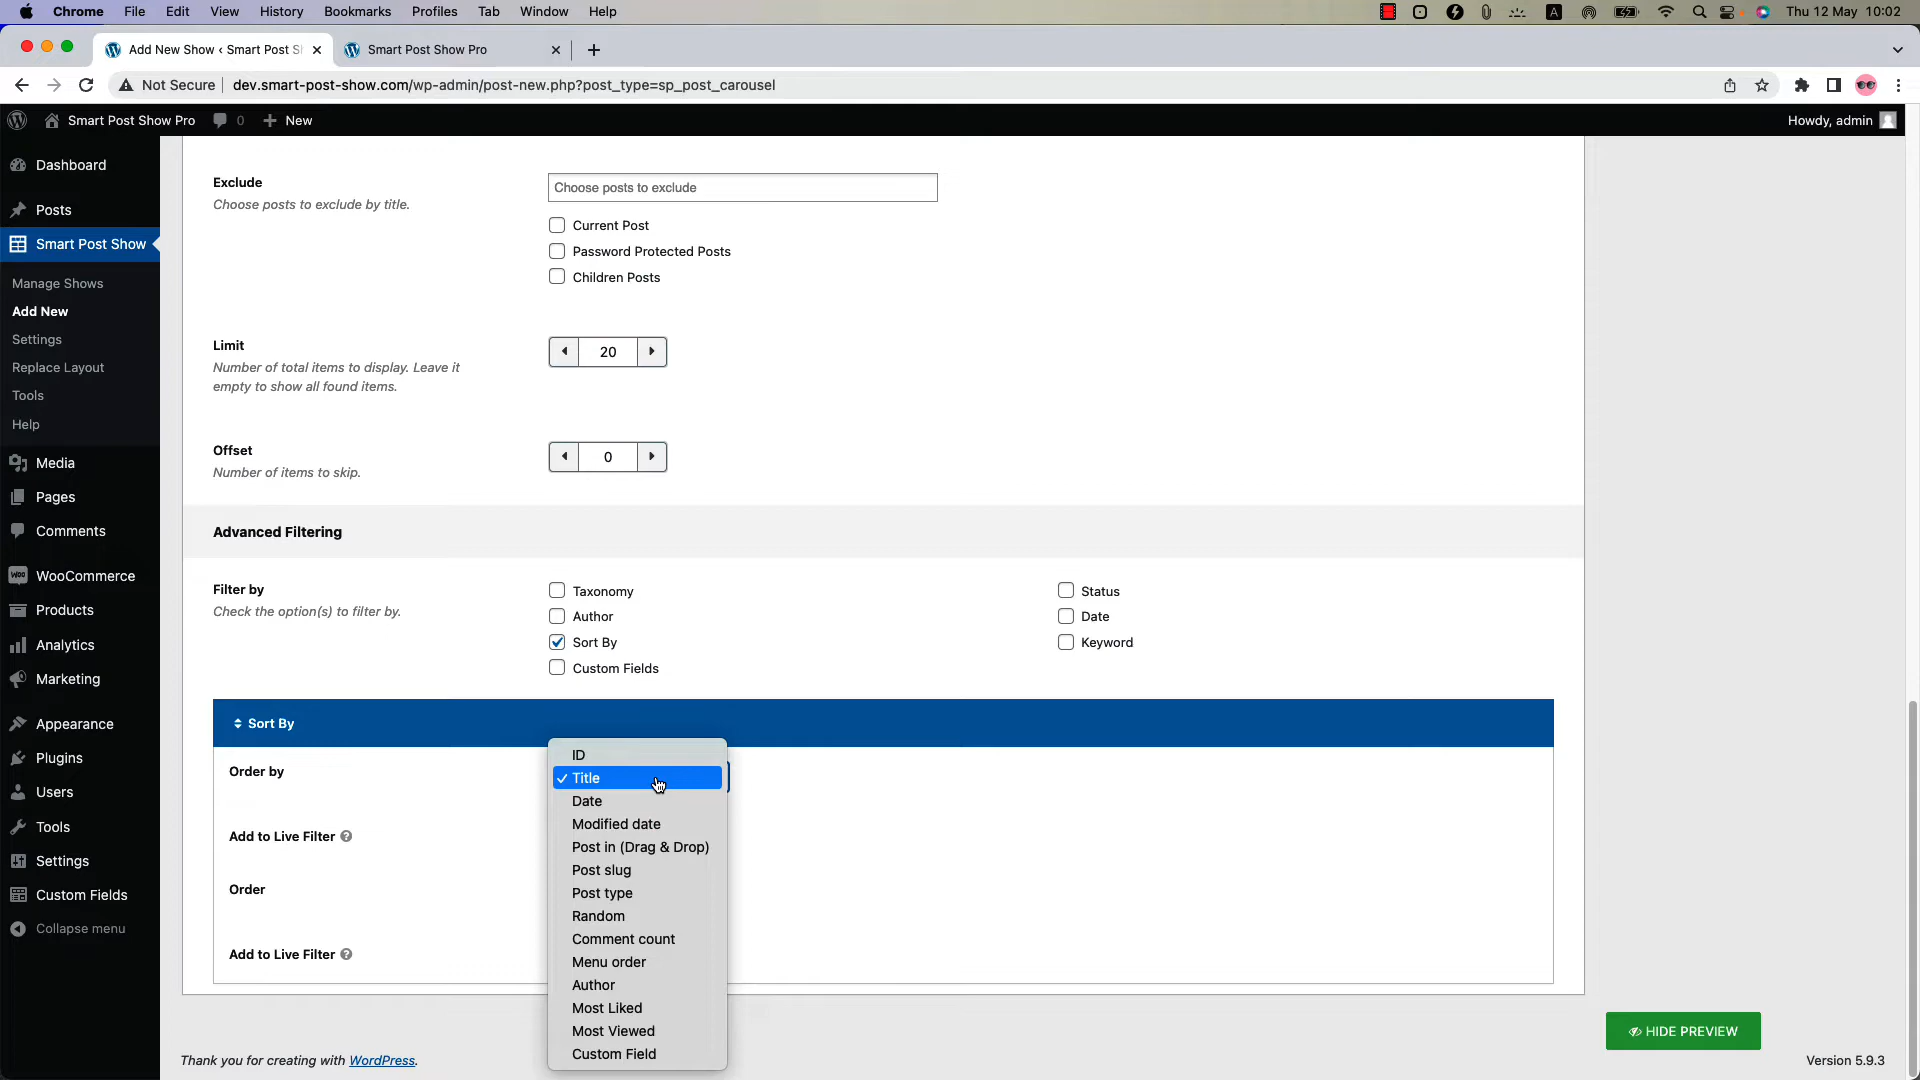 Chrome File Edit View History Bookmarks Profiles Tab Window Help A Thu 12 May 10:02
Add New Show ‹ Smart Post S Smart Post Show Pro
Not Secure dev.smart-post-show.com/wp-admin/post-new.php?post_type=sp_post_carousel
Smart Post Show Pro 0 New Howdy, admin
Dashboard
Posts
Smart Post Show
Manage Shows
Add New
Settings
Replace Layout
Tools
Help
Media
Pages
Comments
WooCommerce
Products
Analytics
Marketing
Appearance
Plugins
Users
Tools
Settings
Custom Fields
Collapse menu
Exclude
Choose posts to exclude by title.
Choose posts to exclude
Current Post
Password Protected Posts
Children Posts
Limit
Number of total items to display. Leave it
empty to show all found items.
20
Offset
Number of items to skip.
0
Advanced Filtering
Filter by
Check the option(s) to filter by.
Taxonomy
Author
Sort By
Custom Fields
Status
Date
Keyword
Sort By
Order by
Add to Live Filter
Order
Add to Live Filter
ID
Title
Date
Modified date
Post in (Drag & Drop)
Post slug
Post type
Random
Comment count
Menu order
Author
Most Liked
Most Viewed
Custom Field
HIDE PREVIEW
Thank you for creating with WordPress.
Version 5.9.3